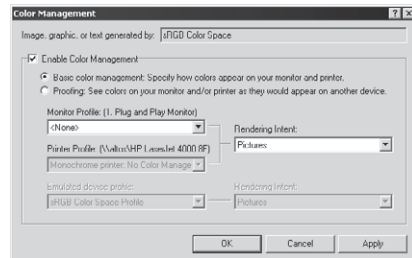 Color Management
Image, graphic, or text generated by: sRGB Color Space
Enable Color Management
Basic color management: Specify how colors appear on your monitor and printer.
Proofing: See colors on your monitor and/or printer as they would appear on another device.
Monitor Profile: (1. Plug and Play Monitor)
<None>
Rendering Intent:
Pictures
Printer Profile: (\\altos\HP LaserJet 4000 8F)
Monochrome printer: No Color Manage
Emulated device profile:
sRGB Color Space Profile
Rendering Intent:
Pictures
OK Cancel Apply